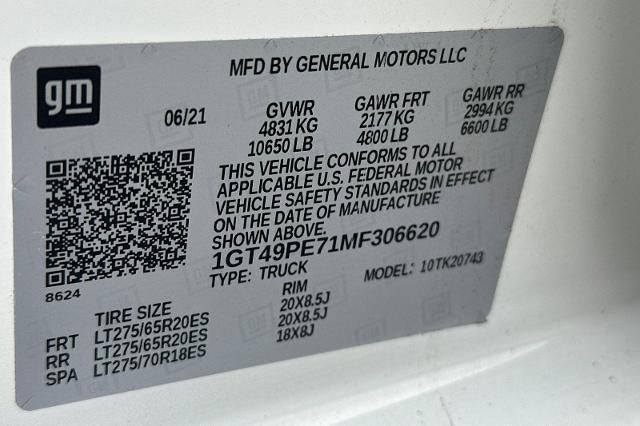 gm
MFD BY GENERAL MOTORS LLC
06/21
GVWR GAWR FRT GAWR RR
4831 KG 2177 KG 2994 KG
10650 LB 4800 LB 6600 LB
THIS VEHICLE CONFORMS TO ALL
APPLICABLE U.S. FEDERAL MOTOR
VEHICLE SAFETY STANDARDS IN EFFECT
ON THE DATE OF MANUFACTURE
SHOWN ABOVE.
1GT49PE71MF306620
8624
TYPE: TRUCK MODEL: 10TK20743
TIRE SIZE RIM
FRT LT275/65R20ES 20X8.5J
RR LT275/65R20ES 20X8.5J
SPA LT275/70R18ES 18X8J